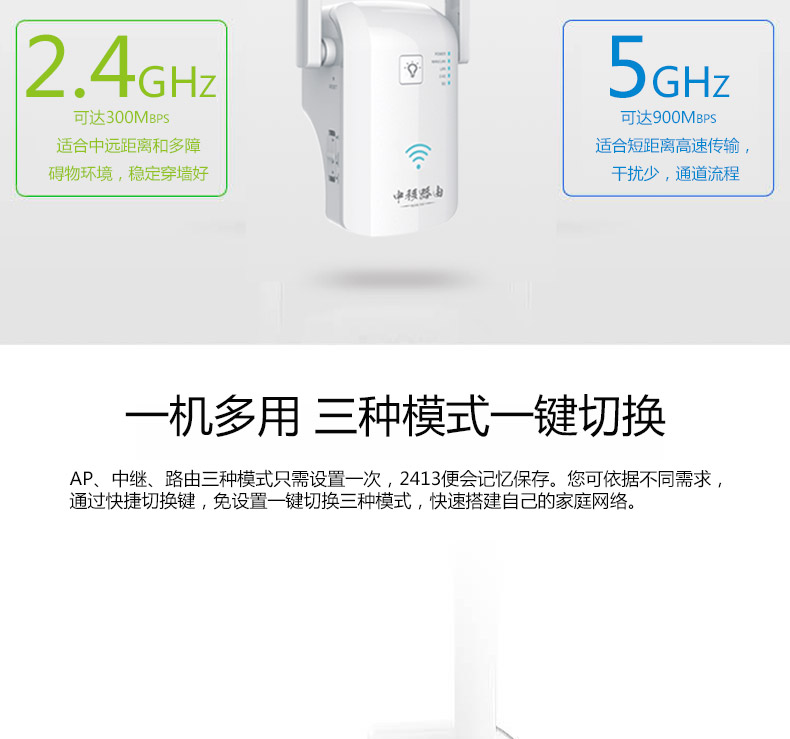 2.4GHz
可达300MBPS
适合中远距离和多障
碍物环境，稳定穿墙好
5GHz
可达900MBPS
适合短距离高速传输，
干扰少，通道流程
中频路由
一机多用 三种模式一键切换
AP、中继、路由三种模式只需设置一次，2413便会记忆保存。您可依据不同需求，
通过快捷切换键，免设置一键切换三种模式，快速搭建自己的家庭网络。